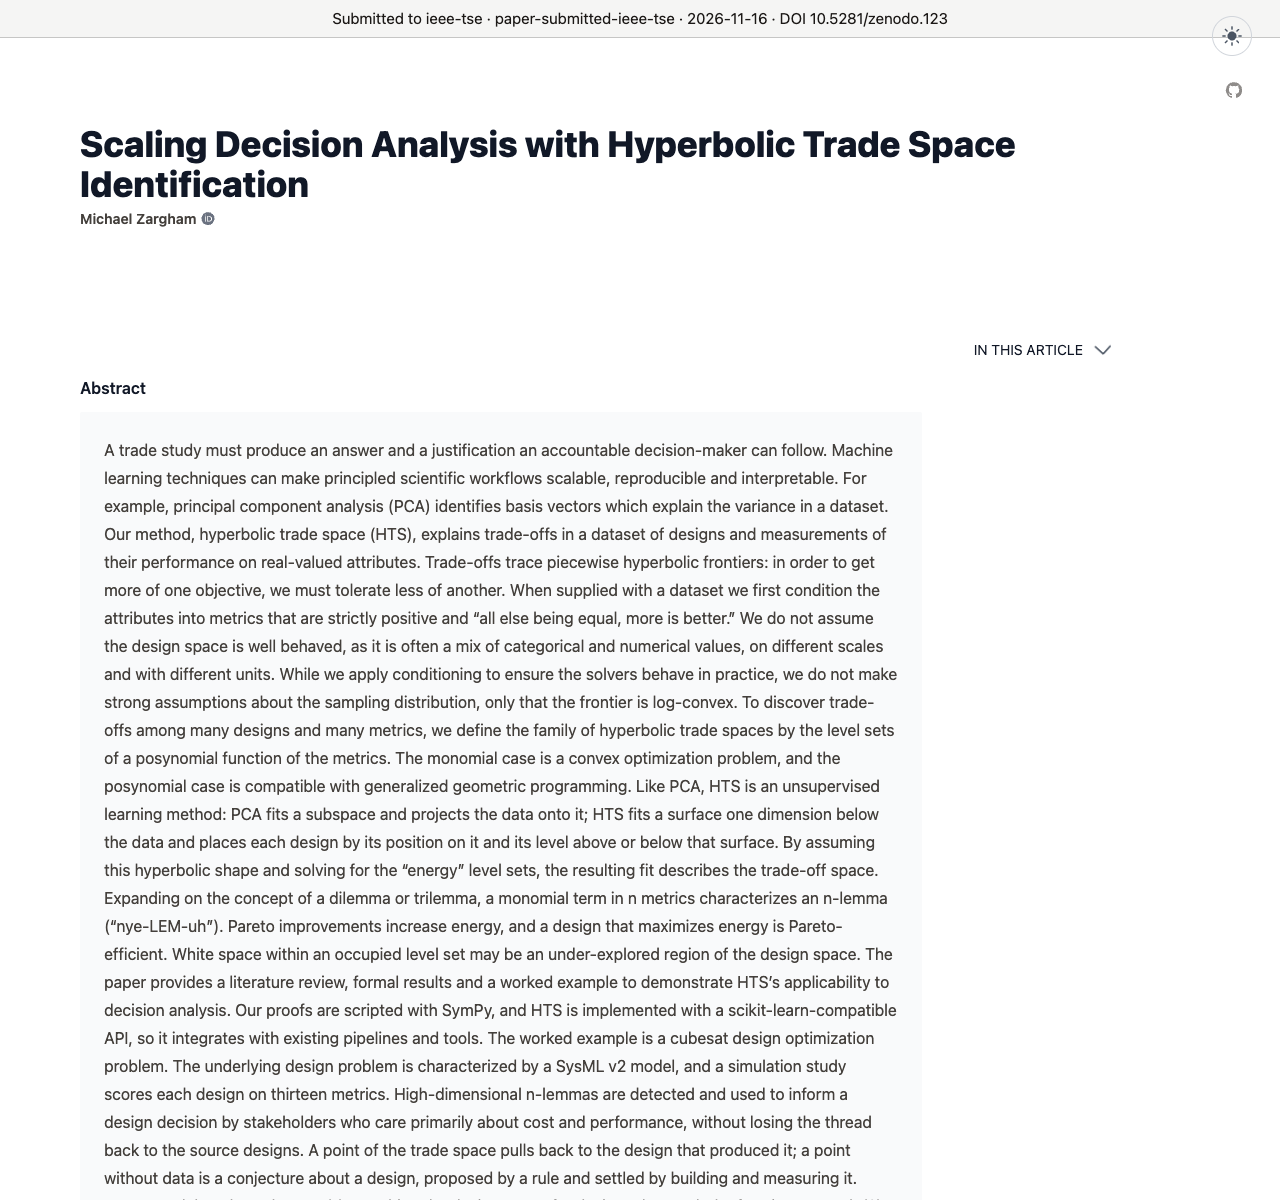 Submitted to ieee-tse · paper-submitted-ieee-tse · 2026-11-16 · DOI 10.5281/zenodo.123
Scaling Decision Analysis with Hyperbolic Trade Space
Identification
Michael Zargham iD
IN THIS ARTICLE
Abstract
A trade study must produce an answer and a justification an accountable decision-maker can follow. Machine
learning techniques can make principled scientific workflows scalable, reproducible and interpretable. For
example, principal component analysis (PCA) identifies basis vectors which explain the variance in a dataset.
Our method, hyperbolic trade space (HTS), explains trade-offs in a dataset of designs and measurements of
their performance on real-valued attributes. Trade-offs trace piecewise hyperbolic frontiers: in order to get
more of one objective, we must tolerate less of another. When supplied with a dataset we first condition the
attributes into metrics that are strictly positive and “all else being equal, more is better.” We do not assume
the design space is well behaved, as it is often a mix of categorical and numerical values, on different scales
and with different units. While we apply conditioning to ensure the solvers behave in practice, we do not make
strong assumptions about the sampling distribution, only that the frontier is log-convex. To discover trade-
offs among many designs and many metrics, we define the family of hyperbolic trade spaces by the level sets
of a posynomial function of the metrics. The monomial case is a convex optimization problem, and the
posynomial case is compatible with generalized geometric programming. Like PCA, HTS is an unsupervised
learning method: PCA fits a subspace and projects the data onto it; HTS fits a surface one dimension below
the data and places each design by its position on it and its level above or below that surface. By assuming
this hyperbolic shape and solving for the “energy” level sets, the resulting fit describes the trade-off space.
Expanding on the concept of a dilemma or trilemma, a monomial term in n metrics characterizes an n-lemma
(“nye-LEM-uh”). Pareto improvements increase energy, and a design that maximizes energy is Pareto-
efficient. White space within an occupied level set may be an under-explored region of the design space. The
paper provides a literature review, formal results and a worked example to demonstrate HTS’s applicability to
decision analysis. Our proofs are scripted with SymPy, and HTS is implemented with a scikit-learn-compatible
API, so it integrates with existing pipelines and tools. The worked example is a cubesat design optimization
problem. The underlying design problem is characterized by a SysML v2 model, and a simulation study
scores each design on thirteen metrics. High-dimensional n-lemmas are detected and used to inform a
design decision by stakeholders who care primarily about cost and performance, without losing the thread
back to the source designs. A point of the trade space pulls back to the design that produced it; a point
without data is a conjecture about a design, proposed by a rule and settled by building and measuring it.